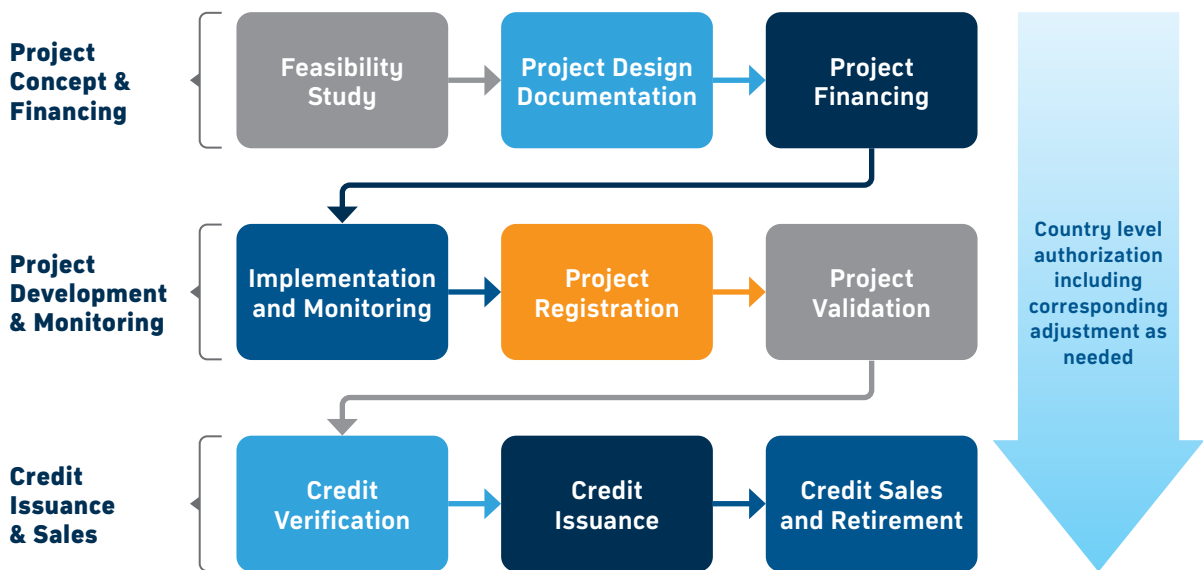 Project
Concept &
Financing
Feasibility
Study
Project Design
Documentation
Project
Financing
Project
Development
& Monitoring
Implementation
and Monitoring
Project
Registration
Project
Validation
Country level
authorization
including
corresponding
adjustment as
needed
Credit
Issuance
& Sales
Credit
Verification
Credit
Issuance
Credit Sales
and Retirement